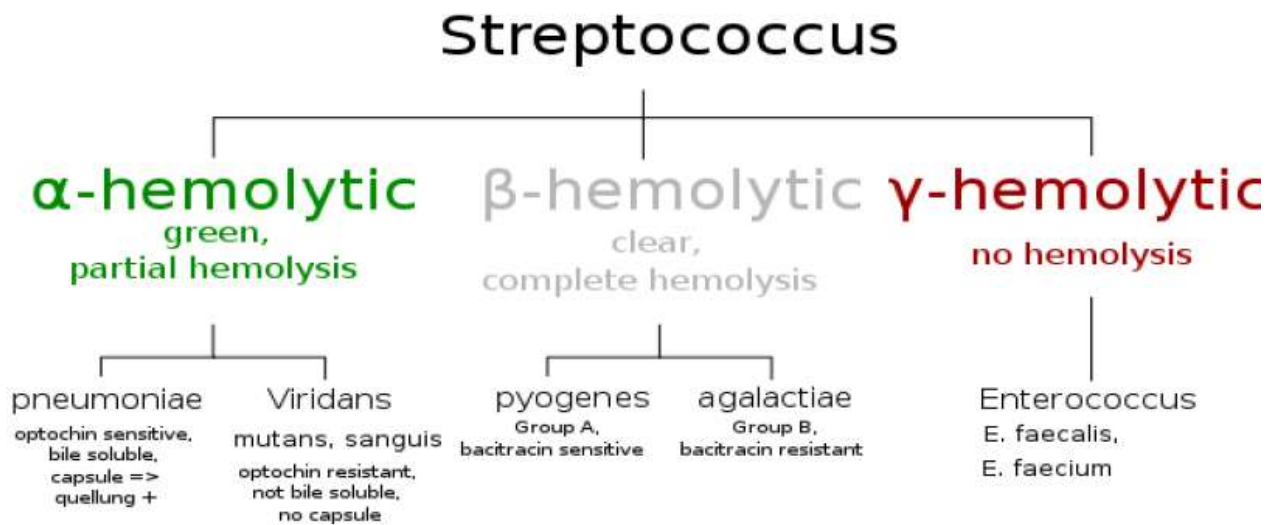 Streptococcus
α-hemolytic
green,
partial hemolysis
β-hemolytic
clear,
complete hemolysis
γ-hemolytic
no hemolysis
pneumoniae
optochin sensitive,
bile soluble,
capsule =>
quellung +
Viridans
mutans, sanguis
optochin resistant,
not bile soluble,
no capsule
pyogenes
Group A,
bacitracin sensitive
agalactiae
Group B,
bacitracin resistant
Enterococcus
E. faecalis,
E. faecium